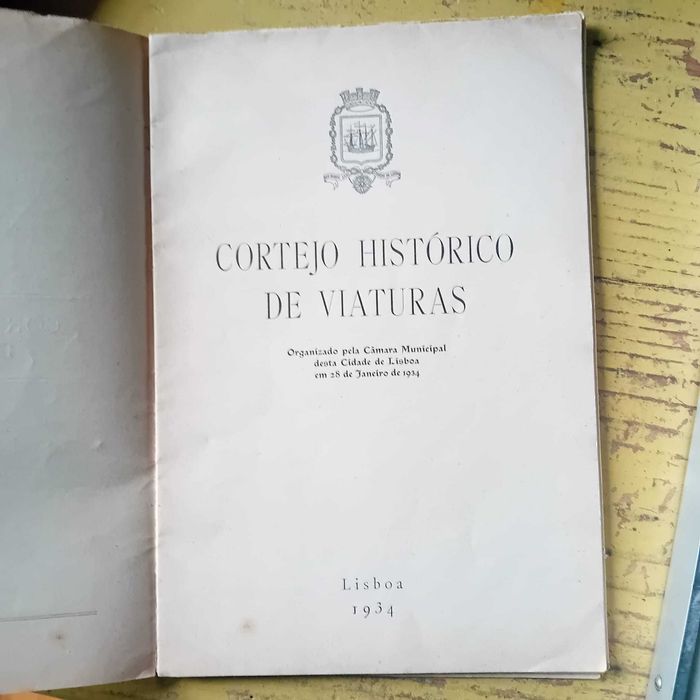 CORTEJO HISTÓRICO
DE VIATURAS
Organizado pela Câmara Municipal
desta Cidade de Lisboa
em 28 de Janeiro de 1934
Lisboa
1934